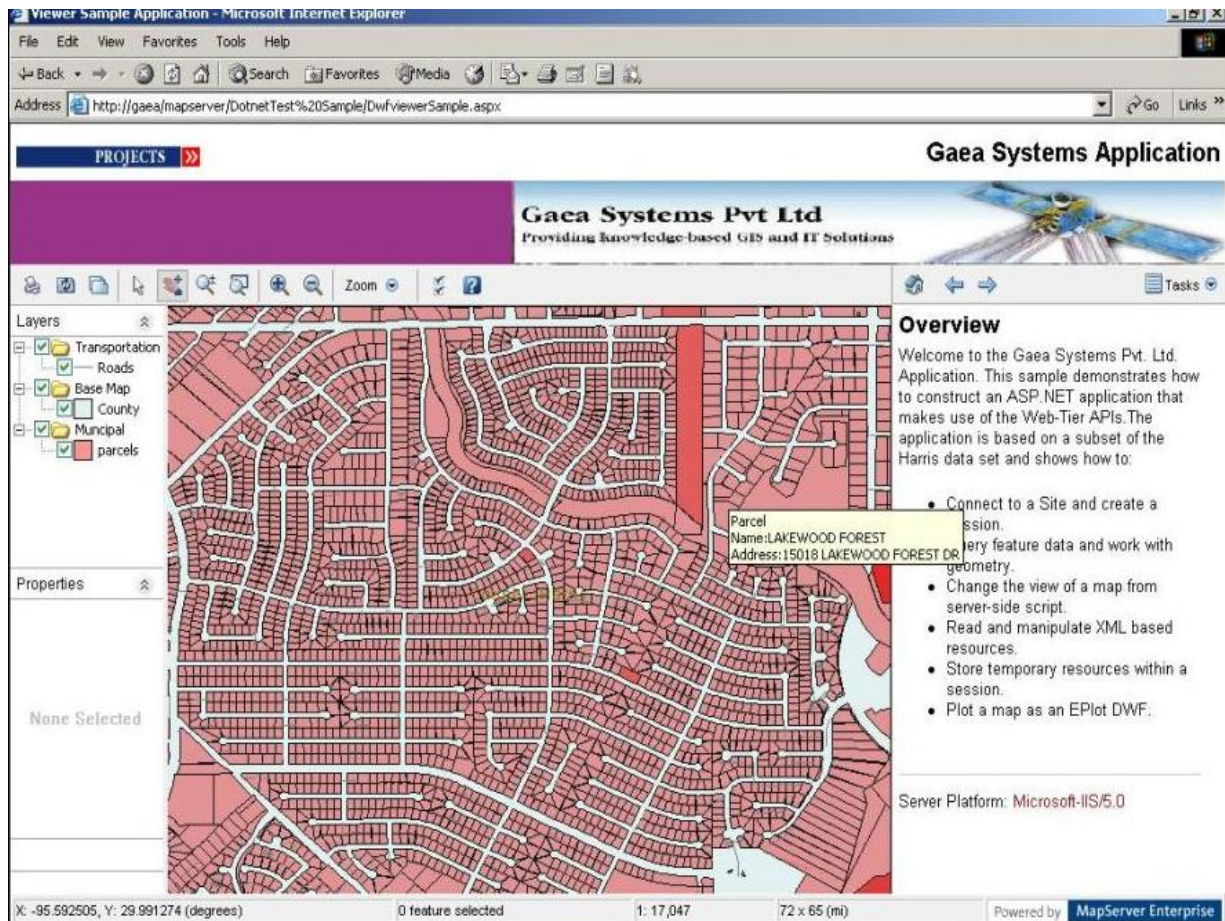 Viewer Sample Application - Microsoft Internet Explorer
File Edit View Favorites Tools Help
Back Search Favorites Media
Address http://gaea/mapserver/DotnetTest%20Sample/DwfviewerSample.aspx Go Links »
PROJECTS »
Gaea Systems Application
Gaea Systems Pvt Ltd
Providing knowledge-based GIS and IT Solutions
Zoom
Tasks
Layers
Transportation
Roads
Base Map
County
Muncipal
parcels
Properties
None Selected
Parcel
Name:LAKEWOOD FOREST
Address:15018 LAKEWOOD FOREST DR
Overview
Welcome to the Gaea Systems Pvt. Ltd.
Application. This sample demonstrates how
to construct an ASP.NET application that
makes use of the Web-Tier APIs.The
application is based on a subset of the
Harris data set and shows how to:
• Connect to a Site and create a
ssion.
ery feature data and work with
geometry.
• Change the view of a map from
server-side script.
• Read and manipulate XML based
resources.
• Store temporary resources within a
session.
• Plot a map as an EPlot DWF.
Server Platform: Microsoft-IIS/5.0
X: -95.592505, Y: 29.991274 (degrees) 0 feature selected 1: 17,047 72 x 65 (mi) Powered by MapServer Enterprise